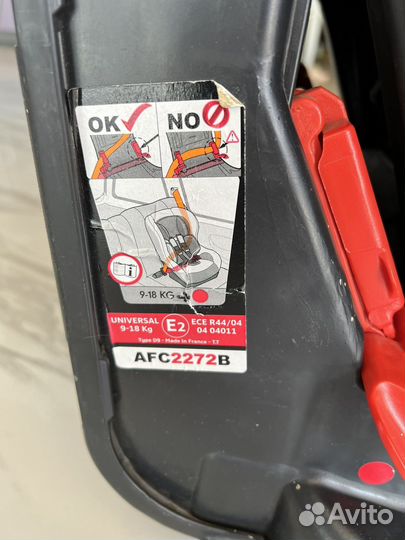 OK NO
9-18 KG
UNIVERSAL
9-18 Kg
E2
ECE R44/04
04 04011
Type 09 - Made in France - T7
AFC2272B
Avito